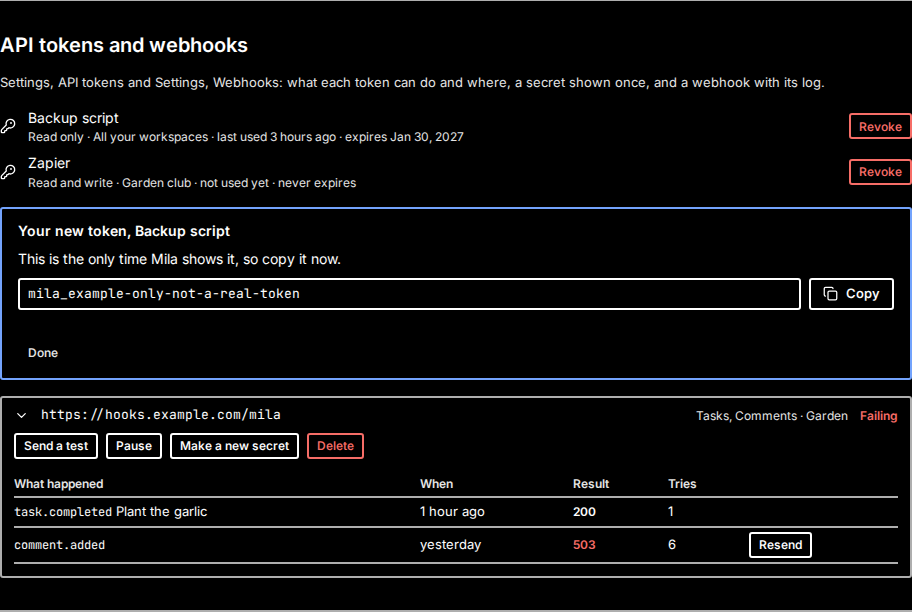 API tokens and webhooks
Settings, API tokens and Settings, Webhooks: what each token can do and where, a secret shown once, and a webhook with its log.
Backup script
Read only · All your workspaces · last used 3 hours ago · expires Jan 30, 2027
Revoke
Zapier
Read and write · Garden club · not used yet · never expires
Revoke
Your new token, Backup script
This is the only time Mila shows it, so copy it now.
mila_example-only-not-a-real-token
Copy
Done
https://hooks.example.com/mila Tasks, Comments · Garden Failing
Send a test Pause Make a new secret Delete
What happened When Result Tries
task.completed Plant the garlic 1 hour ago 200 1
comment.added yesterday 503 6 Resend